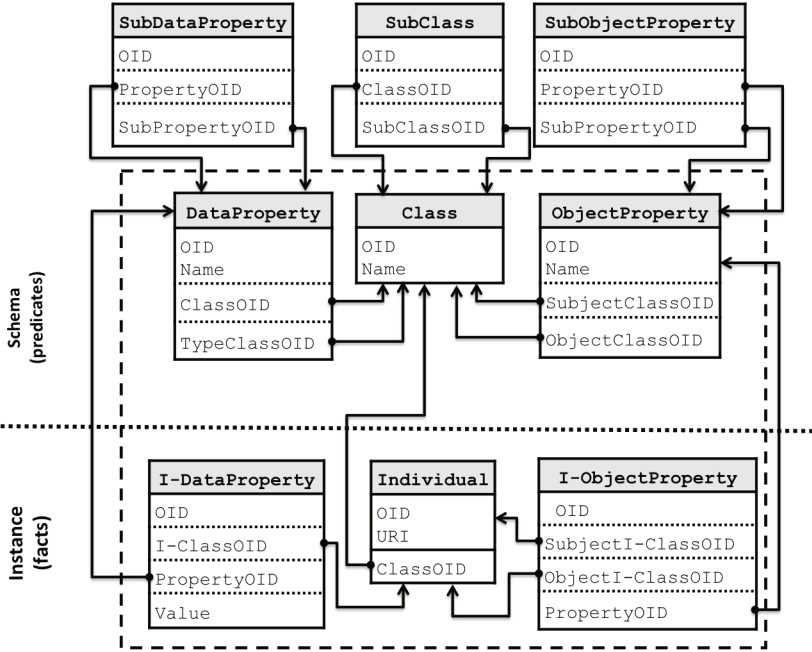 SubDataProperty
OID
PropertyOID
SubPropertyOID
SubClass
OID
ClassOID
SubClassOID
SubObjectProperty
OID
PropertyOID
SubPropertyOID
Schema
(predicates)
DataProperty
OID
Name
ClassOID
TypeClassOID
Class
OID
Name
ObjectProperty
OID
Name
SubjectClassOID
ObjectClassOID
Instance
(facts)
I-DataProperty
OID
I-ClassOID
PropertyOID
Value
Individual
OID
URI
ClassOID
I-ObjectProperty
OID
SubjectI-ClassOID
ObjectI-ClassOID
PropertyOID